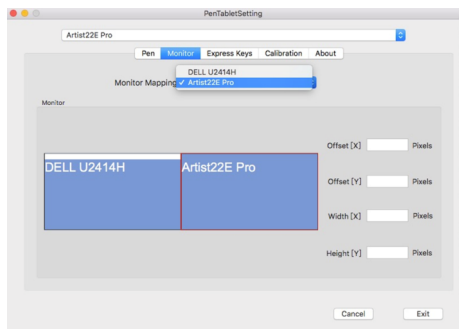 PenTabletSetting
Artist22E Pro
Pen Monitor Express Keys Calibration About
DELL U2414H
Monitor Mapping ✓ Artist22E Pro
Monitor
Offset [X] Pixels
DELL U2414H Artist22E Pro
Offset [Y] Pixels
Width [X] Pixels
Height [Y] Pixels
Cancel Exit